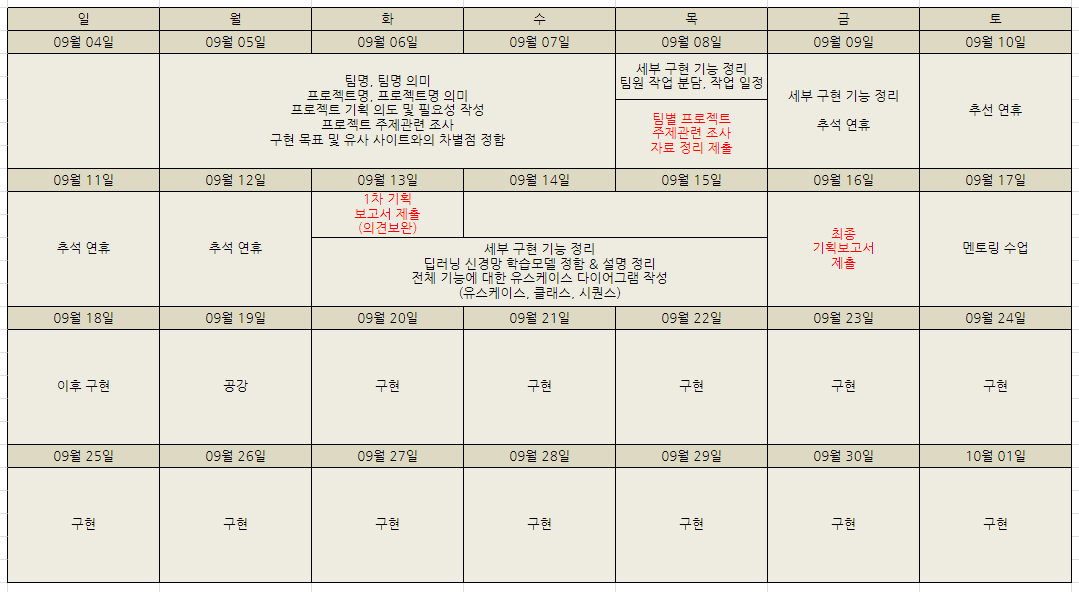 일 월 화 수 목 금 토
09월 04일 09월 05일 09월 06일 09월 07일 09월 08일 09월 09일 09월 10일
팀명, 팀명 의미
프로젝트명, 프로젝트명 의미
프로젝트 기획 의도 및 필요성 작성
프로젝트 주제관련 조사
구현 목표 및 유사 사이트와의 차별점 정함
세부 구현 기능 정리
팀원 작업 분담, 작업 일정
팀별 프로젝트
주제관련 조사
자료 정리 제출
세부 구현 기능 정리
추석 연휴
추선 연휴
09월 11일 09월 12일 09월 13일 09월 14일 09월 15일 09월 16일 09월 17일
추석 연휴
추석 연휴
1차 기획
보고서 제출
(의견보완)
세부 구현 기능 정리
딥러닝 신경망 학습모델 정함 & 설명 정리
전체 기능에 대한 유스케이스 다이어그램 작성
(유스케이스, 클래스, 시퀀스)
최종
기획보고서
제출
멘토링 수업
09월 18일 09월 19일 09월 20일 09월 21일 09월 22일 09월 23일 09월 24일
이후 구현 공강 구현 구현 구현 구현 구현
09월 25일 09월 26일 09월 27일 09월 28일 09월 29일 09월 30일 10월 01일
구현 구현 구현 구현 구현 구현 구현